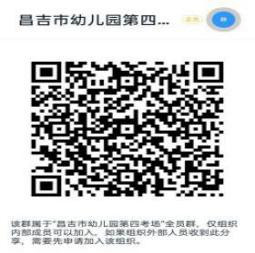 昌吉市幼儿园第四...
该群属于“昌吉市幼儿园第四考场”全员群，仅组织
内部成员可以加入，如果组织外部人员收到此分
享，需要先申请加入该组织。